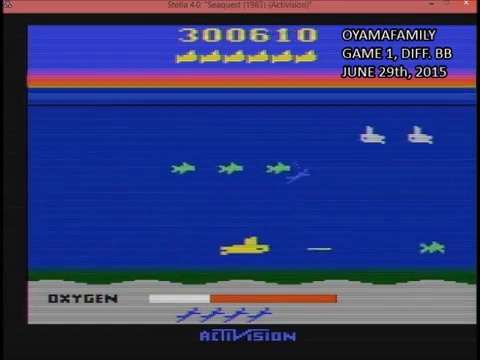 Stella 4.0: "Seaquest (1983) (Activision)"
300610
OYAMAFAMILY
GAME 1, DIFF. BB
JUNE 29th, 2015
OXYGEN
ACTIVISION